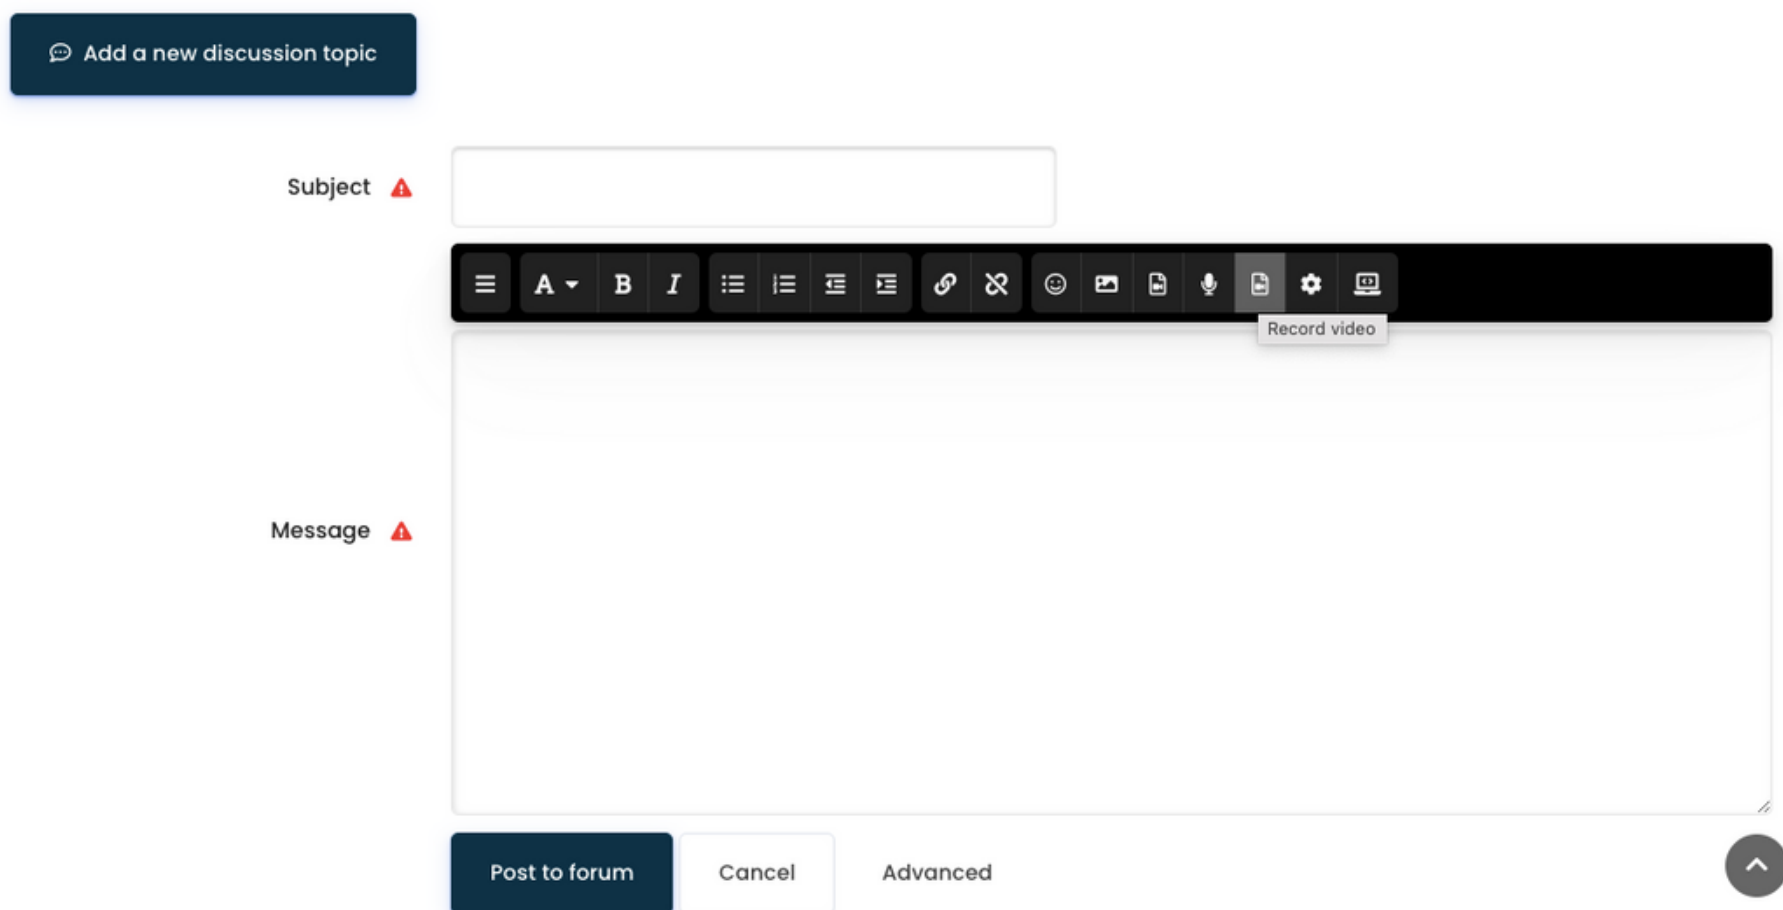 Add a new discussion topic
Subject
A B I
Record video
Message
Post to forum Cancel Advanced